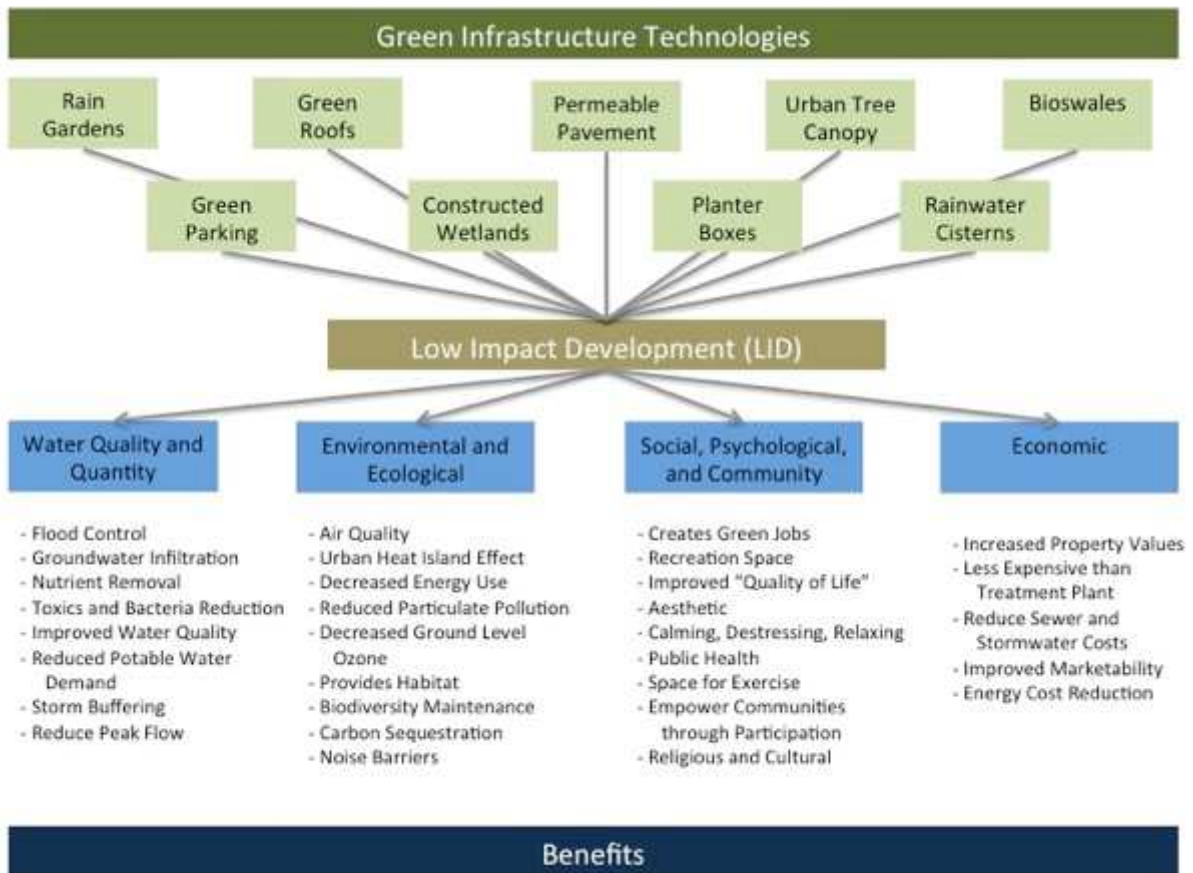 Green Infrastructure Technologies
Rain
Gardens
Green
Roofs
Permeable
Pavement
Urban Tree
Canopy
Bioswales
Green
Parking
Constructed
Wetlands
Planter
Boxes
Rainwater
Cisterns
Low Impact Development (LID)
Water Quality and
Quantity
- Flood Control
- Groundwater Infiltration
- Nutrient Removal
- Toxics and Bacteria Reduction
- Improved Water Quality
- Reduced Potable Water
Demand
- Storm Buffering
- Reduce Peak Flow
Environmental and
Ecological
- Air Quality
- Urban Heat Island Effect
- Decreased Energy Use
- Reduced Particulate Pollution
- Decreased Ground Level
Ozone
- Provides Habitat
- Biodiversity Maintenance
- Carbon Sequestration
- Noise Barriers
Social, Psychological,
and Community
- Creates Green Jobs
- Recreation Space
- Improved “Quality of Life”
- Aesthetic
- Calming, Destressing, Relaxing
- Public Health
- Space for Exercise
- Empower Communities
through Participation
- Religious and Cultural
Economic
- Increased Property Values
- Less Expensive than
Treatment Plant
- Reduce Sewer and
Stormwater Costs
- Improved Marketability
- Energy Cost Reduction
Benefits